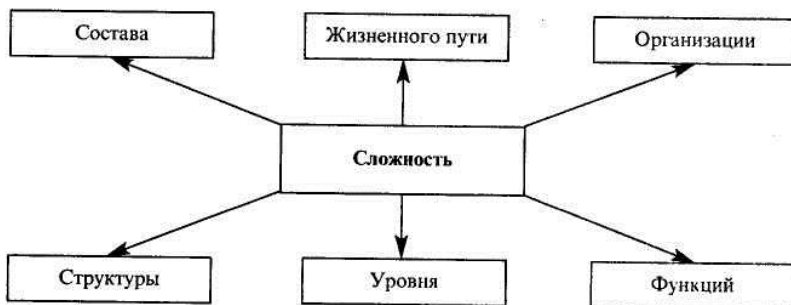 Состава
Жизненного пути
Организации
Сложность
Структуры
Уровня
Функций